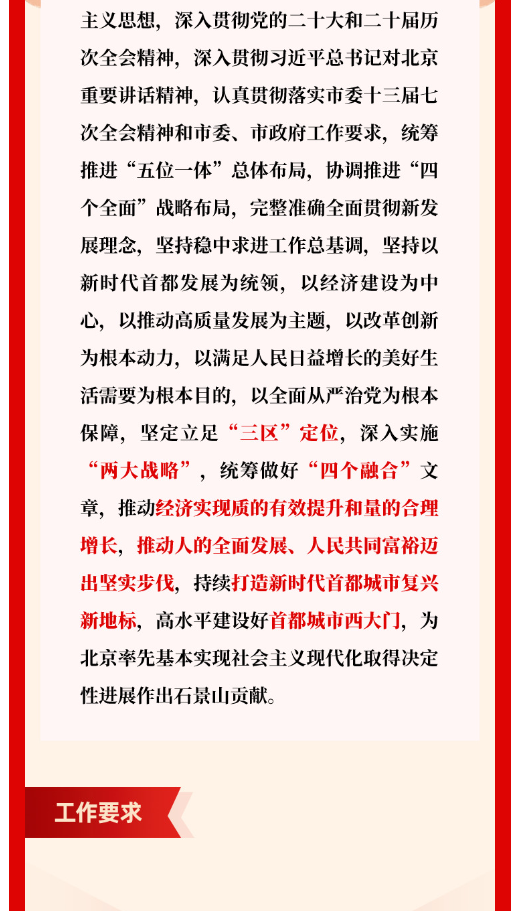 主义思想，深入贯彻党的二十大和二十届历
次全会精神，深入贯彻习近平总书记对北京
重要讲话精神，认真贯彻落实市委十三届七
次全会精神和市委、市政府工作要求，统筹
推进“五位一体”总体布局，协调推进“四
个全面”战略布局，完整准确全面贯彻新发
展理念，坚持稳中求进工作总基调，坚持以
新时代首都发展为统领，以经济建设为中
心，以推动高质量发展为主题，以改革创新
为根本动力，以满足人民日益增长的美好生
活需要为根本目的，以全面从严治党为根本
保障，坚定立足“三区”定位，深入实施
“两大战略”，统筹做好“四个融合”文
章，推动经济实现质的有效提升和量的合理
增长，推动人的全面发展、人民共同富裕迈
出坚实步伐，持续打造新时代首都城市复兴
新地标，高水平建设好首都城市西大门，为
北京率先基本实现社会主义现代化取得决定
性进展作出石景山贡献。
工作要求